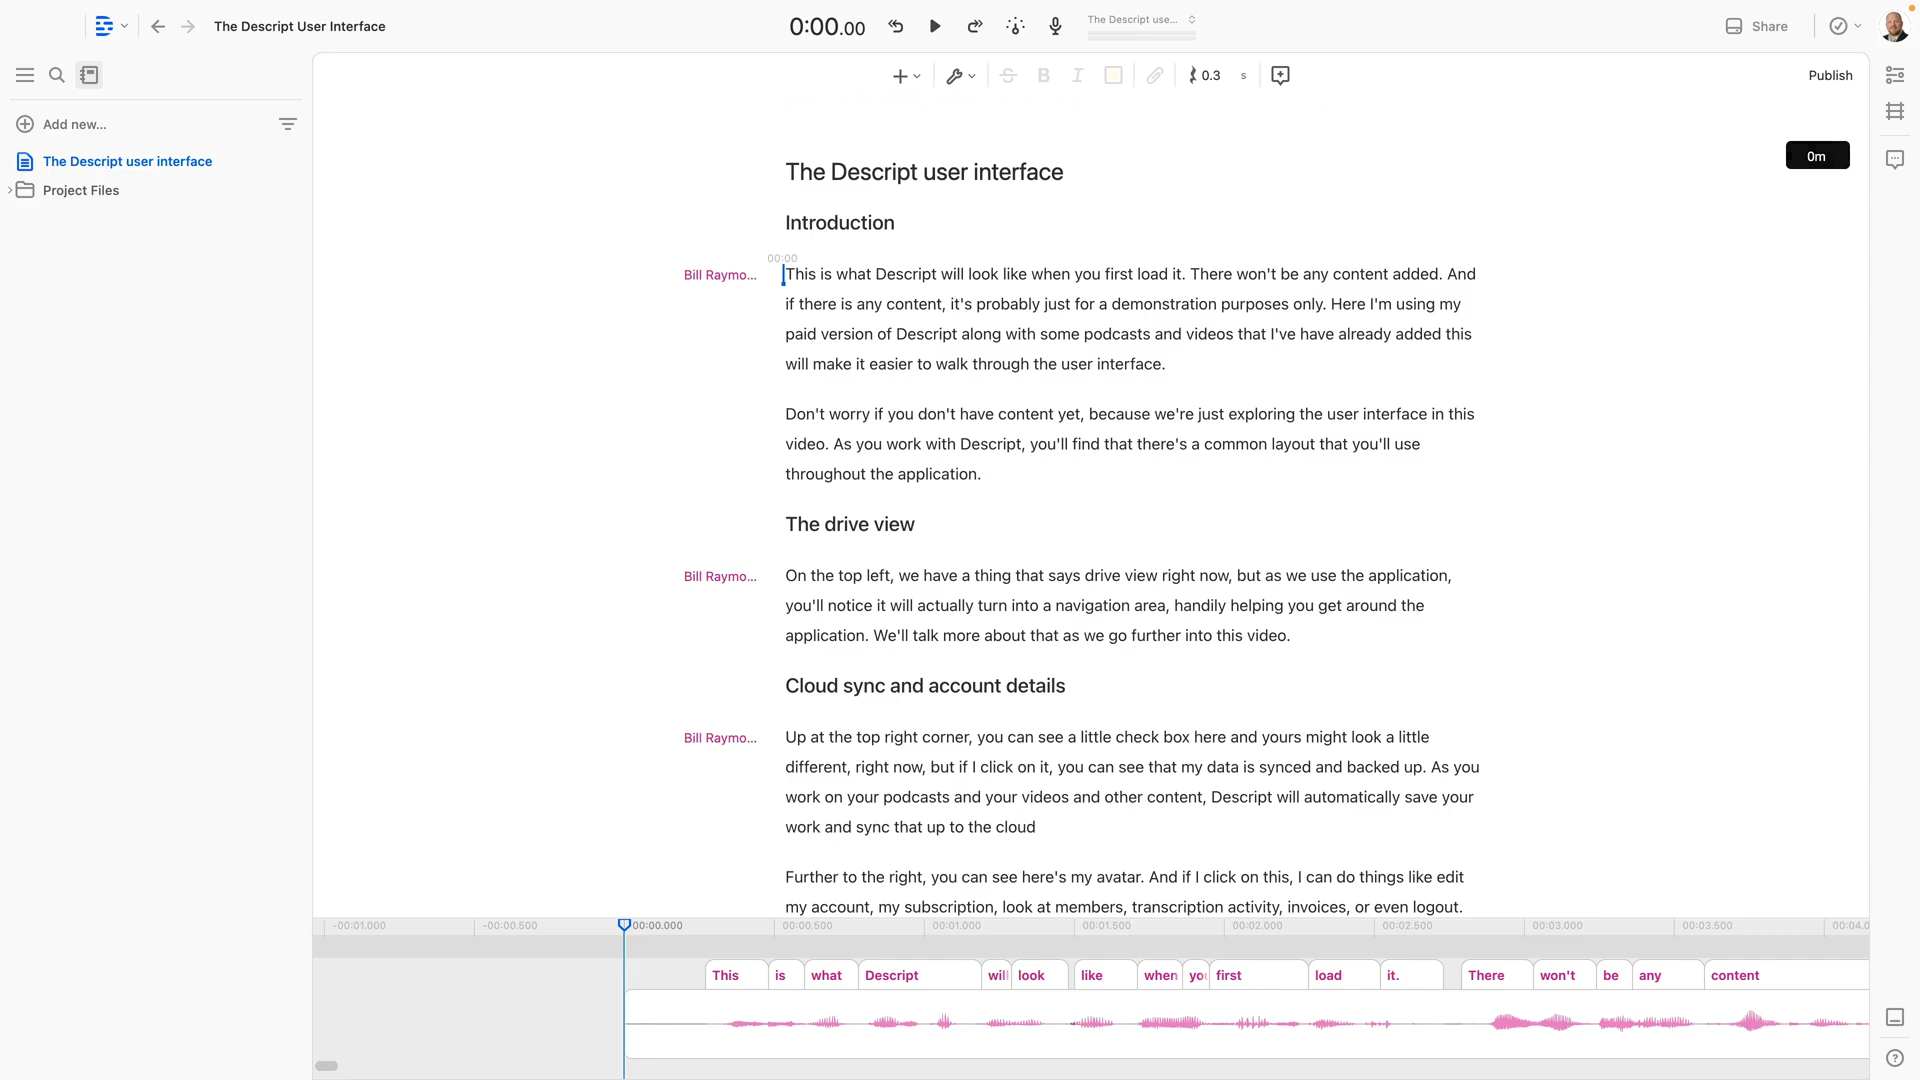 The Descript User Interface
0:00.00
The Descript use...
Share
0.3 s
Publish
Add new...
The Descript user interface
Project Files
0m
The Descript user interface
Introduction
00:00
Bill Raymo...
This is what Descript will look like when you first load it. There won't be any content added. And
if there is any content, it's probably just for a demonstration purposes only. Here I'm using my
paid version of Descript along with some podcasts and videos that I've have already added this
will make it easier to walk through the user interface.
Don't worry if you don't have content yet, because we're just exploring the user interface in this
video. As you work with Descript, you'll find that there's a common layout that you'll use
throughout the application.
The drive view
Bill Raymo...
On the top left, we have a thing that says drive view right now, but as we use the application,
you'll notice it will actually turn into a navigation area, handily helping you get around the
application. We'll talk more about that as we go further into this video.
Cloud sync and account details
Bill Raymo...
Up at the top right corner, you can see a little check box here and yours might look a little
different, right now, but if I click on it, you can see that my data is synced and backed up. As you
work on your podcasts and your videos and other content, Descript will automatically save your
work and sync that up to the cloud
Further to the right, you can see here's my avatar. And if I click on this, I can do things like edit
my account, my subscription, look at members, transcription activity, invoices, or even logout.
-00:01.000 -00:00.500 00:00.000 00:00.500 00:01.000 00:01.500 00:02.000 00:02.500 00:03.000 00:03.500 00:04.0
This is what Descript will look like when you first load it. There won't be any content